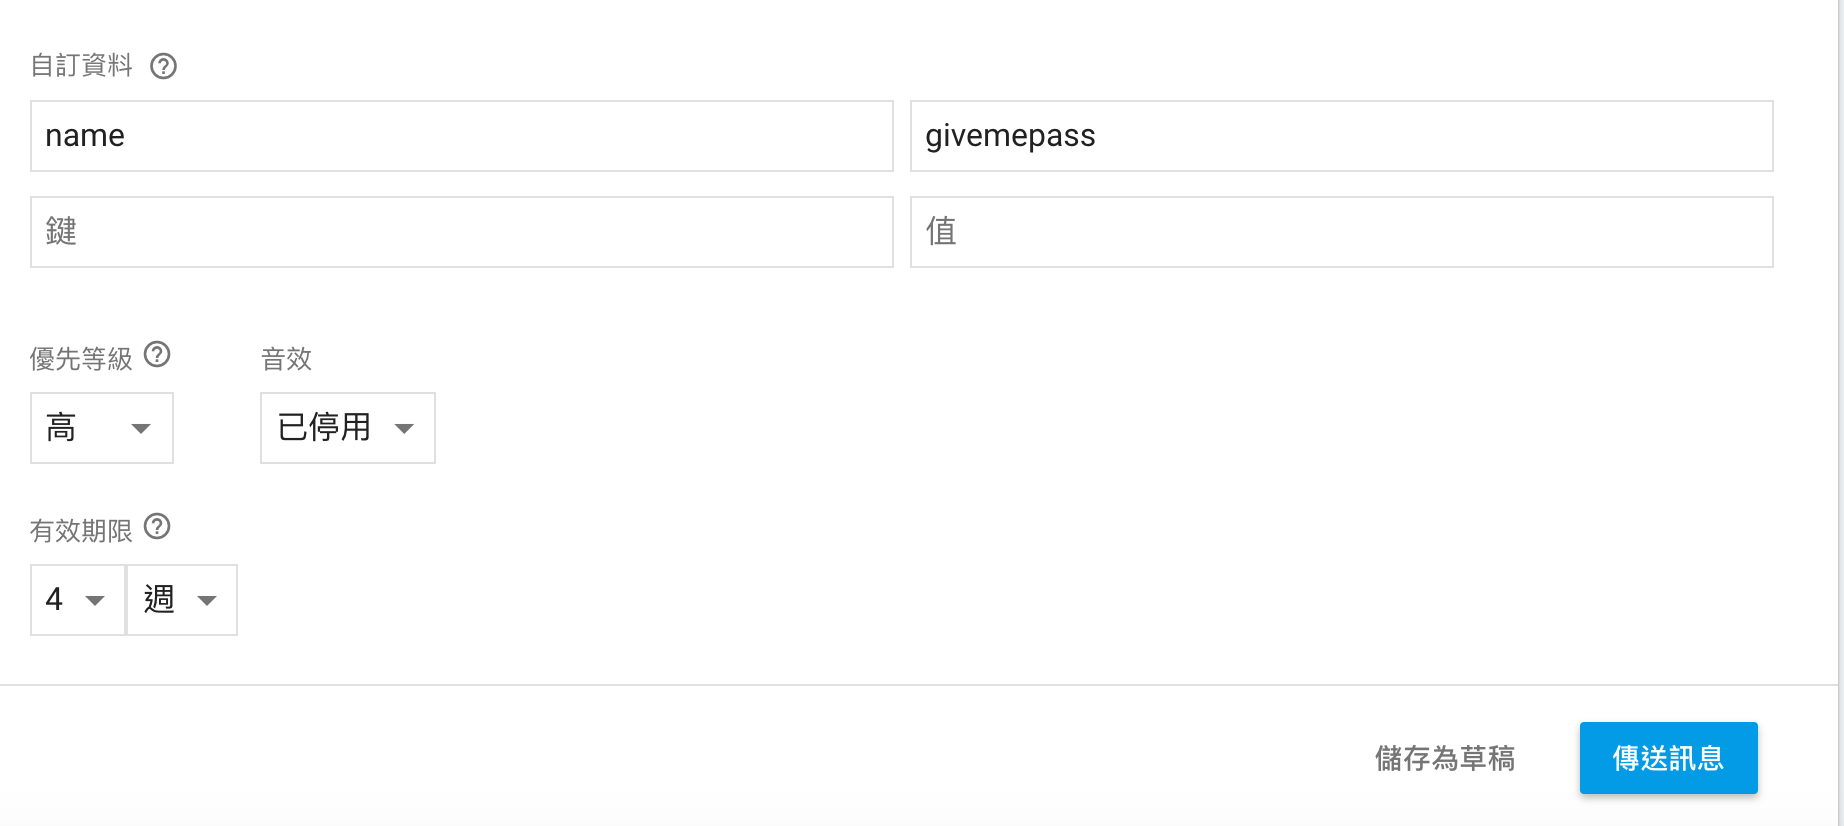 自訂資料
name
givemepass
鍵
值
優先等級
音效
高
已停用
有效期限
4
週
儲存為草稿
傳送訊息